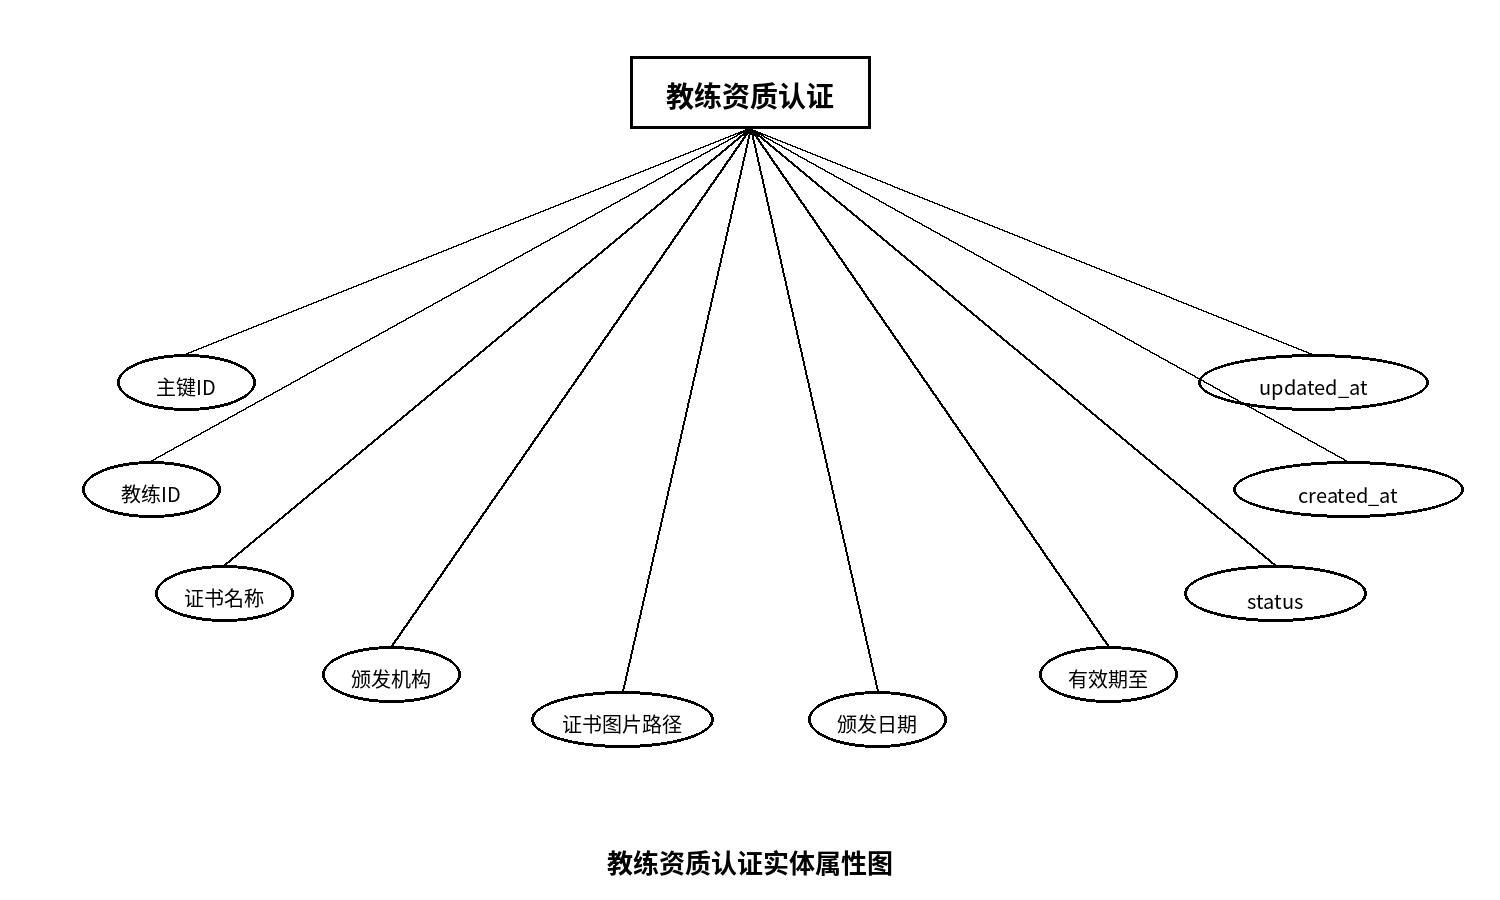 教练资质认证
主键ID
updated_at
教练ID
created_at
证书名称
status
颁发机构
有效期至
证书图片路径
颁发日期
教练资质认证实体属性图